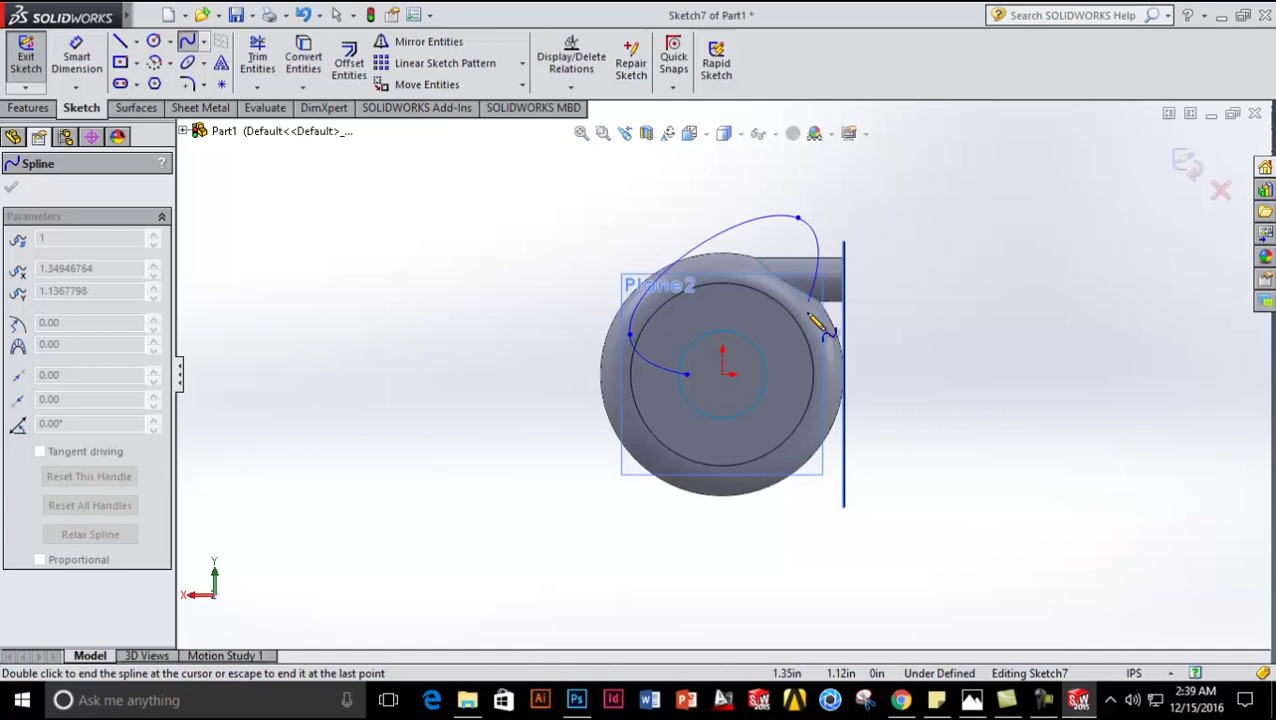 SOLIDWORKS
Sketch7 of Part1 *
Search SOLIDWORKS Help
Exit Sketch
Smart Dimension
Trim Entities
Convert Entities
Offset Entities
Mirror Entities
Linear Sketch Pattern
Move Entities
Display/Delete Relations
Repair Sketch
Quick Snaps
Rapid Sketch
Features
Sketch
Surfaces
Sheet Metal
Evaluate
DimXpert
SOLIDWORKS Add-Ins
SOLIDWORKS MBD
Part1 (Default<<Default>_...
Spline
?
Parameters
1
1.34946764
1.1367798
0.00
0.00
0.00
0.00
0.00°
Tangent driving
Reset This Handle
Reset All Handles
Relax Spline
Proportional
Plane2
Y
X
Model
3D Views
Motion Study 1
Double click to end the spline at the cursor or escape to end it at the last point
1.35in
1.12in
0in
Under Defined
Editing Sketch7
IPS
Ask me anything
2:39 AM
12/15/2016